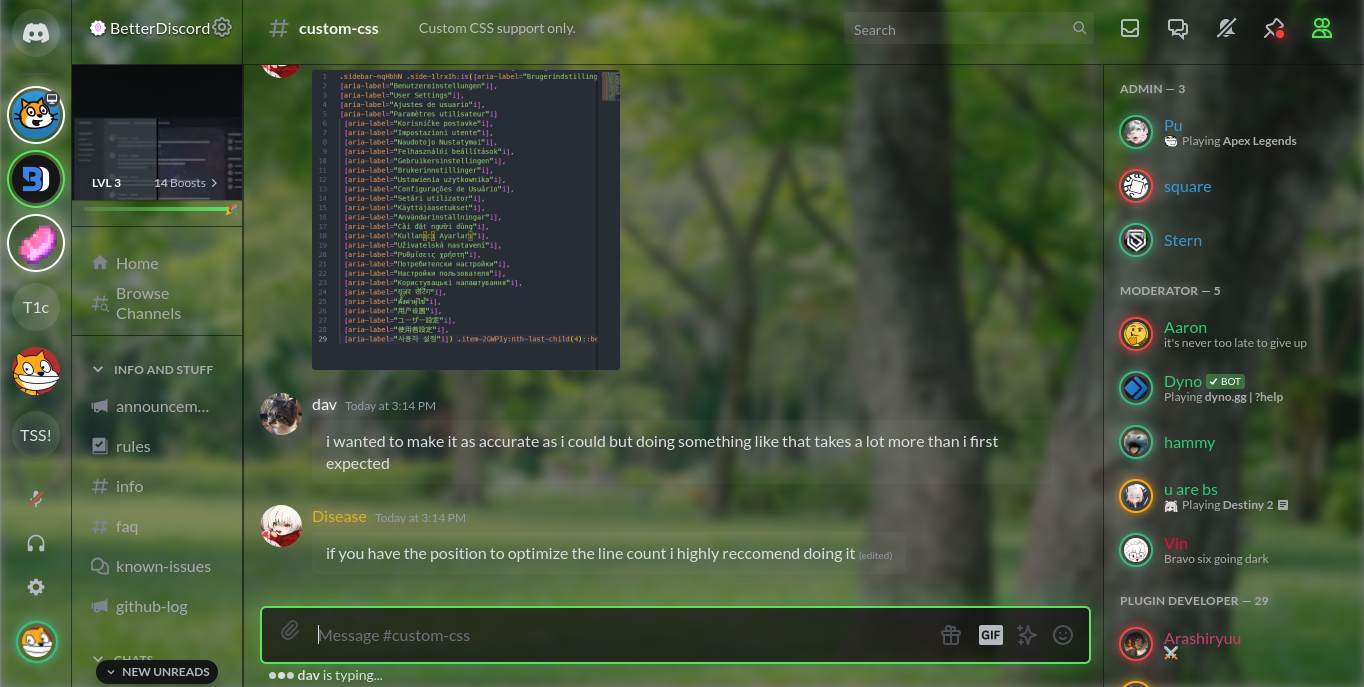 BetterDiscord
custom-css
Custom CSS support only.
Search
LVL 3
14 Boosts
Home
Browse
Channels
INFO AND STUFF
announcem...
rules
info
faq
known-issues
github-log
CHATS
NEW UNREADS
T1c
TSS!
1 .sidebar-nqHbhN .side-1lrxIh:is([aria-label="Brugerindstilling
2 [aria-label="Benutzereinstellungen"i],
3 [aria-label="User Settings"i],
4 [aria-label="Ajustes de usuario"i],
5 [aria-label="Paramètres utilisateur"i]
6 [aria-label="Korisničke postavke"i],
7 [aria-label="Impostazioni utente"i],
8 [aria-label="Naudotojo Nustatymai"i],
9 [aria-label="Felhasználói beállítások"i],
10 [aria-label="Gebruikersinstellingen"i],
11 [aria-label="Brukerinnstillinger"i],
12 [aria-label="Ustawienia użytkownika"i],
13 [aria-label="Configurações de Usuário"i],
14 [aria-label="Setări utilizator"i],
15 [aria-label="Käyttäjäasetukset"i],
16 [aria-label="Användarinställningar"i],
17 [aria-label="Cài đặt người dùng"i],
18 [aria-label="Kullanıcı Ayarları"i],
19 [aria-label="Uživatelská nastavení"i],
20 [aria-label="Ρυθμίσεις χρήστη"i],
21 [aria-label="Потребителски настройки"i],
22 [aria-label="Настройки пользователя"i],
23 [aria-label="Користувацькі налаштування"i],
24 [aria-label="यूज़र सेटिंग"i],
25 [aria-label="ตั้งค่าผู้ใช้"i],
26 [aria-label="用户设置"i],
27 [aria-label="ユーザー設定"i],
28 [aria-label="使用者設定"i],
29 [aria-label="사용자 설정"i]) .item-2GWPIy:nth-last-child(4)::be
dav Today at 3:14 PM
i wanted to make it as accurate as i could but doing something like that takes a lot more than i first
expected
Disease Today at 3:14 PM
if you have the position to optimize the line count i highly reccomend doing it (edited)
Message #custom-css
GIF
dav is typing...
ADMIN — 3
Pu
Playing Apex Legends
square
Stern
MODERATOR — 5
Aaron
it's never too late to give up
Dyno BOT
Playing dyno.gg | ?help
hammy
u are bs
Playing Destiny 2
Vin
Bravo six going dark
PLUGIN DEVELOPER — 29
Arashiryuu